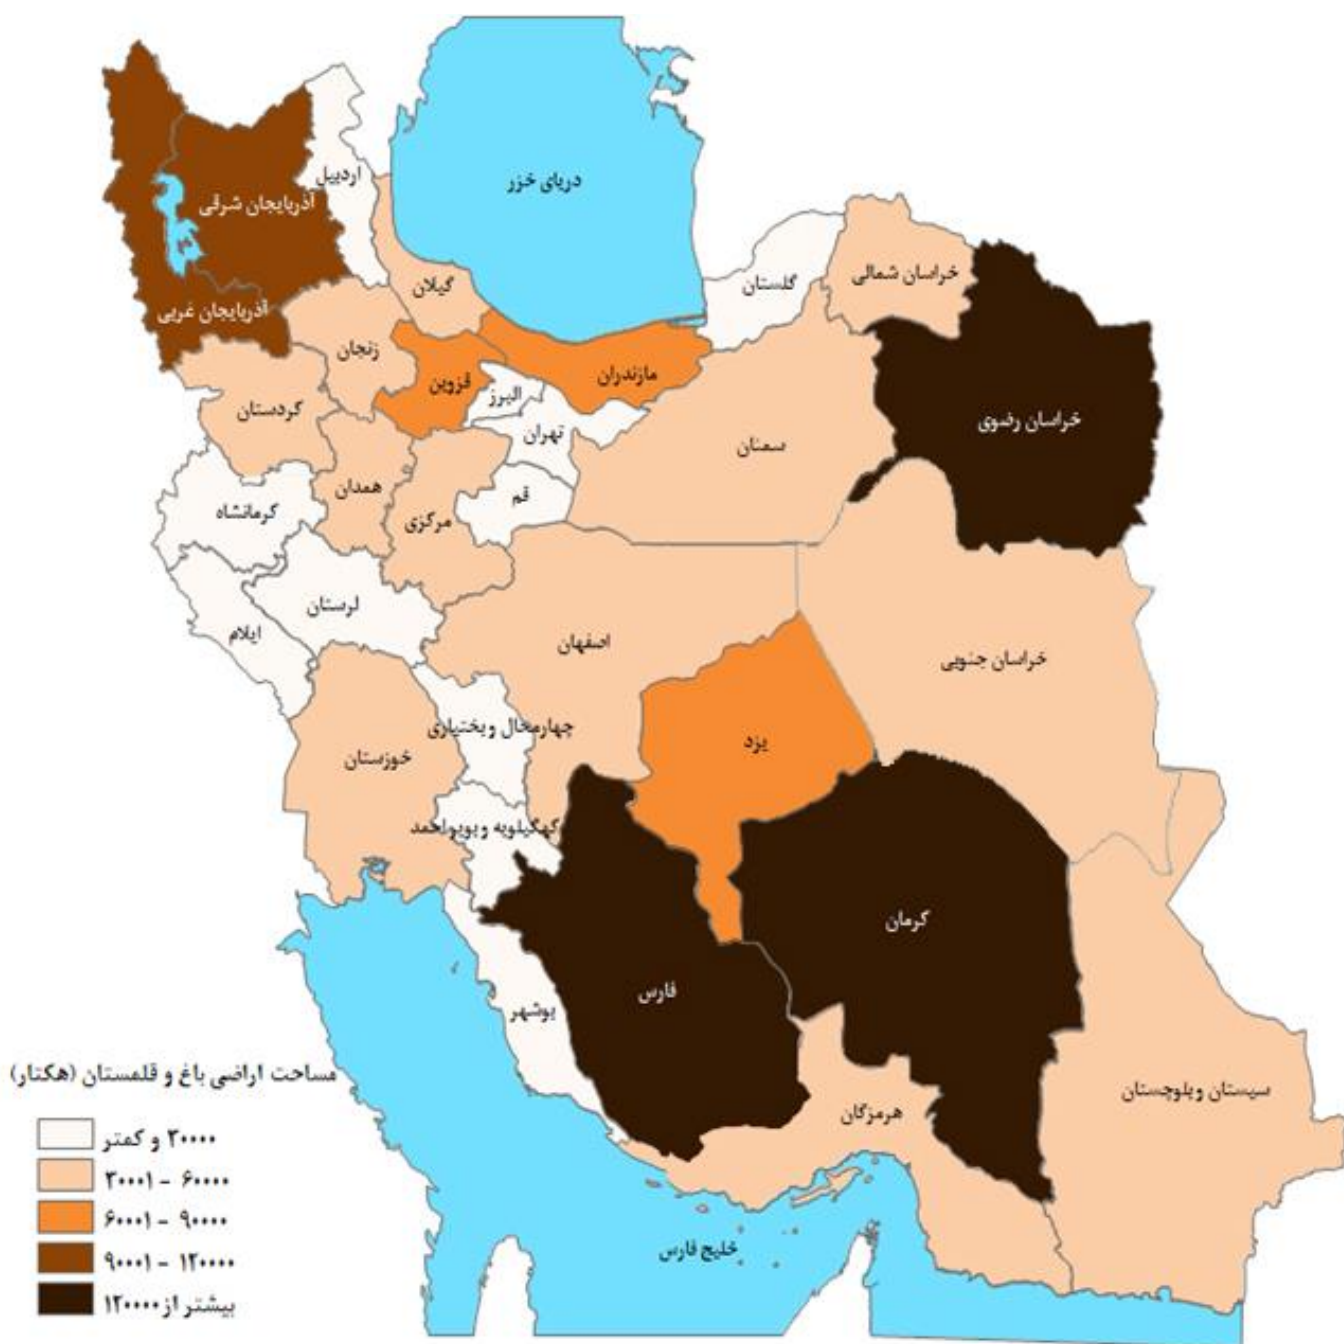 دریای خزر
اردبیل
آذربایجان شرقی
گیلان
خراسان شمالی
گلستان
آذربایجان غربی
زنجان
قزوین
مازندران
البرز
کردستان
تهران
سمنان
خراسان رضوی
همدان
قم
کرمانشاه
مرکزی
لرستان
ایلام
اصفهان
خراسان جنوبی
چهارمحال و بختیاری
یزد
خوزستان
کهگیلویه و بویراحمد
کرمان
فارس
بوشهر
سیستان و بلوچستان
هرمزگان
خلیج فارس
مساحت اراضی باغ و قلمستان (هکتار)
۳۰۰۰۰ و کمتر
۳۰۰۰۱ - ۶۰۰۰۰
۶۰۰۰۱ - ۹۰۰۰۰
۹۰۰۰۱ - ۱۲۰۰۰۰
بیشتر از ۱۲۰۰۰۰